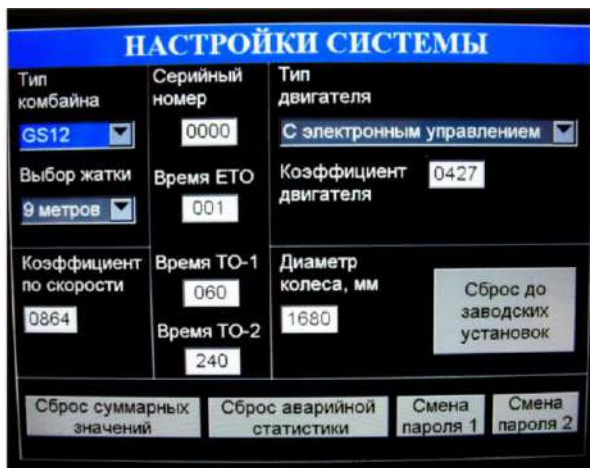 НАСТРОЙКИ СИСТЕМЫ
Тип
комбайна
GS12
Выбор жатки
9 метров
Серийный
номер
0000
Время ЕТО
001
Тип
двигателя
С электронным управлением
Коэффициент
двигателя
0427
Коэффициент
по скорости
0864
Время ТО-1
060
Время ТО-2
240
Диаметр
колеса, мм
1680
Сброс до
заводских
установок
Сброс суммарных
значений
Сброс аварийной
статистики
Смена
пароля 1
Смена
пароля 2